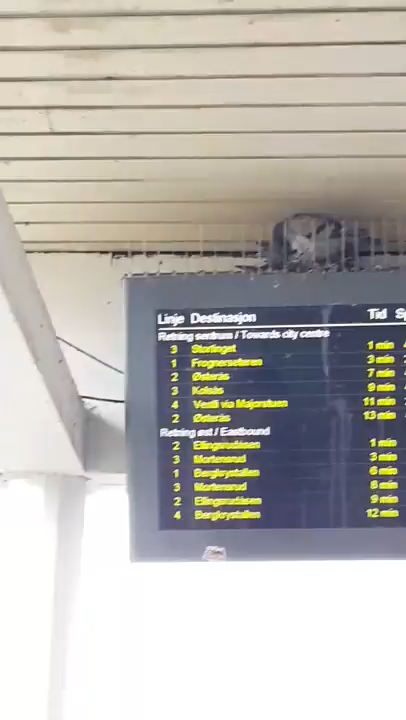 Linje Destinasjon Tid
Retning sentrum / Towards city centre
3 Stortinget 1 min
1 Frognerseteren 3 min
2 Østerås 7 min
3 Kolsås 9 min
4 Vestli via Majorstuen 11 min
2 Østerås 13 min
Retning øst / Eastbound
2 Ellingsrudåsen 1 min
3 Mortensrud 3 min
1 Bergkrystallen 6 min
3 Mortensrud 8 min
2 Ellingsrudåsen 9 min
4 Bergkrystallen 12 min